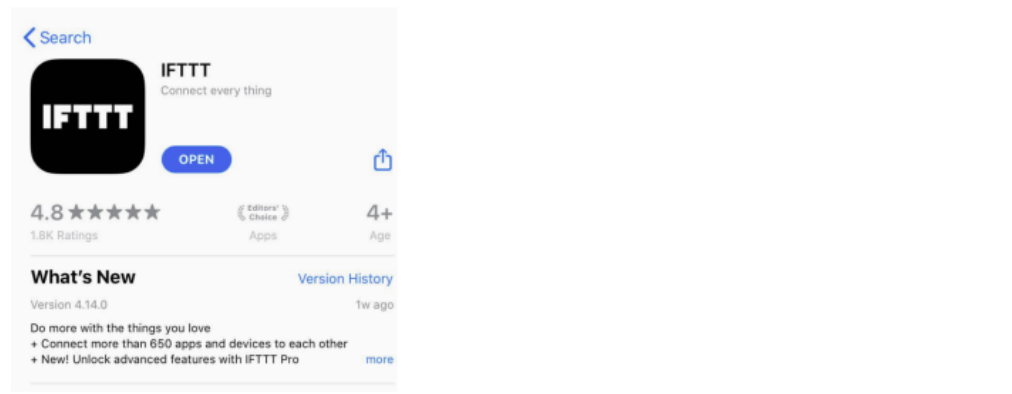 Search
IFTTT
Connect every thing
IFTTT
OPEN
4.8
Editors'
Choice
4+
1.8K Ratings
Apps
Age
What's New
Version History
Version 4.14.0
1w ago
Do more with the things you love
+ Connect more than 650 apps and devices to each other
+ New! Unlock advanced features with IFTTT Pro
more